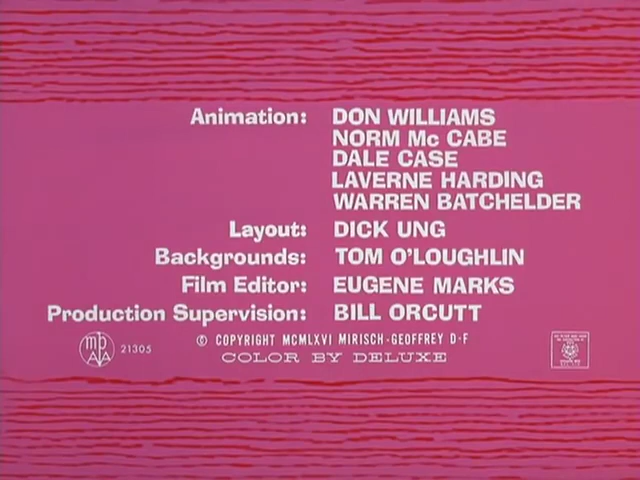 Animation: DON WILLIAMS
NORM Mc CABE
DALE CASE
LAVERNE HARDING
WARREN BATCHELDER
Layout: DICK UNG
Backgrounds: TOM O'LOUGHLIN
Film Editor: EUGENE MARKS
Production Supervision: BILL ORCUTT
© COPYRIGHT MCMLXVI MIRISCH-GEOFFREY D-F
mpAA 21305
COLOR BY DELUXE